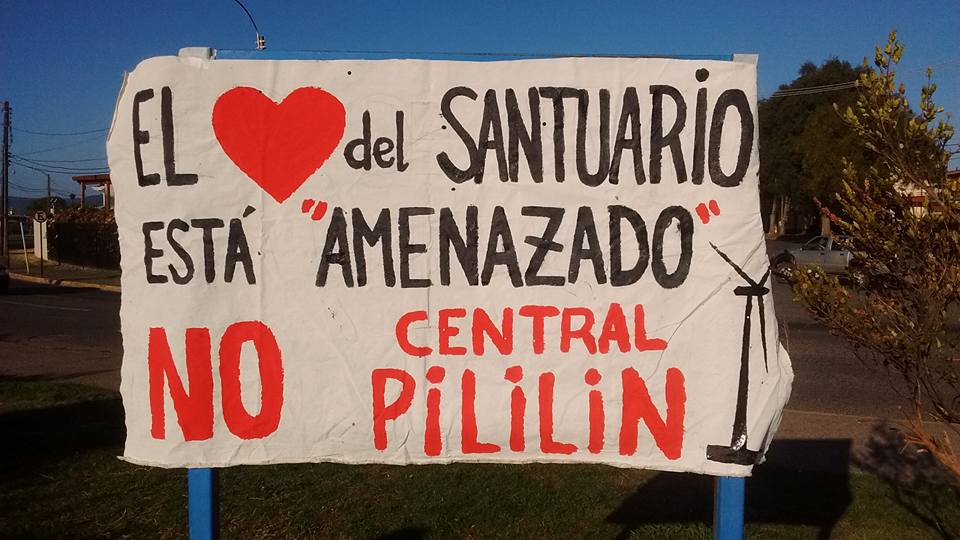 EL ❤ del SANTUARiO
ESTÁ "AMENAZADO"
NO CENTRAL
PiLiLiN